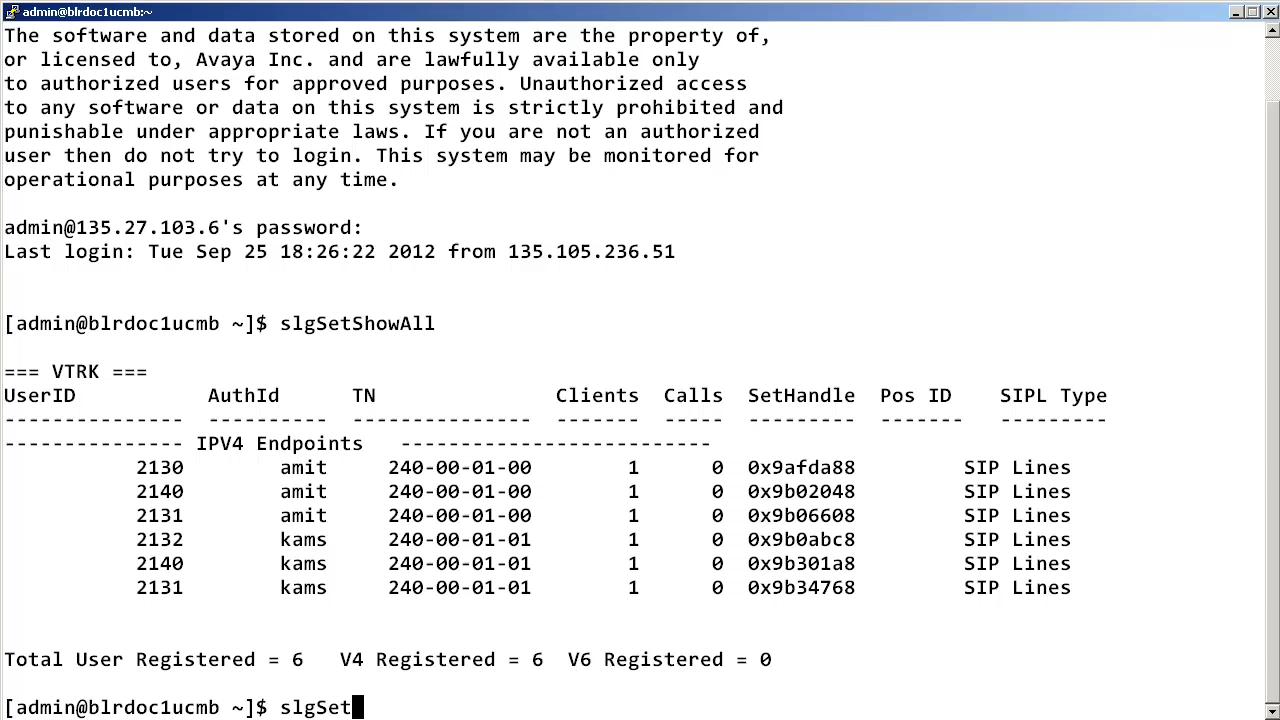 admin@blrdoc1ucmb:~
The software and data stored on this system are the property of,
or licensed to, Avaya Inc. and are lawfully available only
to authorized users for approved purposes. Unauthorized access
to any software or data on this system is strictly prohibited and
punishable under appropriate laws. If you are not an authorized
user then do not try to login. This system may be monitored for
operational purposes at any time.
admin@135.27.103.6's password:
Last login: Tue Sep 25 18:26:22 2012 from 135.105.236.51
[admin@blrdoc1ucmb ~]$ slgSetShowAll
=== VTRK ===
UserID           AuthId      TN               Clients  Calls  SetHandle  Pos ID    SIPL Type
--------------- ---------- --------------- ------- ----- --------- ------- ---------
--------------- IPV4 Endpoints   --------------------------
2130        amit     240-00-01-00        1      0  0x9afda88         SIP Lines
2140        amit     240-00-01-00        1      0  0x9b02048         SIP Lines
2131        amit     240-00-01-00        1      0  0x9b06608         SIP Lines
2132        kams     240-00-01-01        1      0  0x9b0abc8         SIP Lines
2140        kams     240-00-01-01        1      0  0x9b301a8         SIP Lines
2131        kams     240-00-01-01        1      0  0x9b34768         SIP Lines
Total User Registered = 6   V4 Registered = 6  V6 Registered = 0
[admin@blrdoc1ucmb ~]$ slgSet